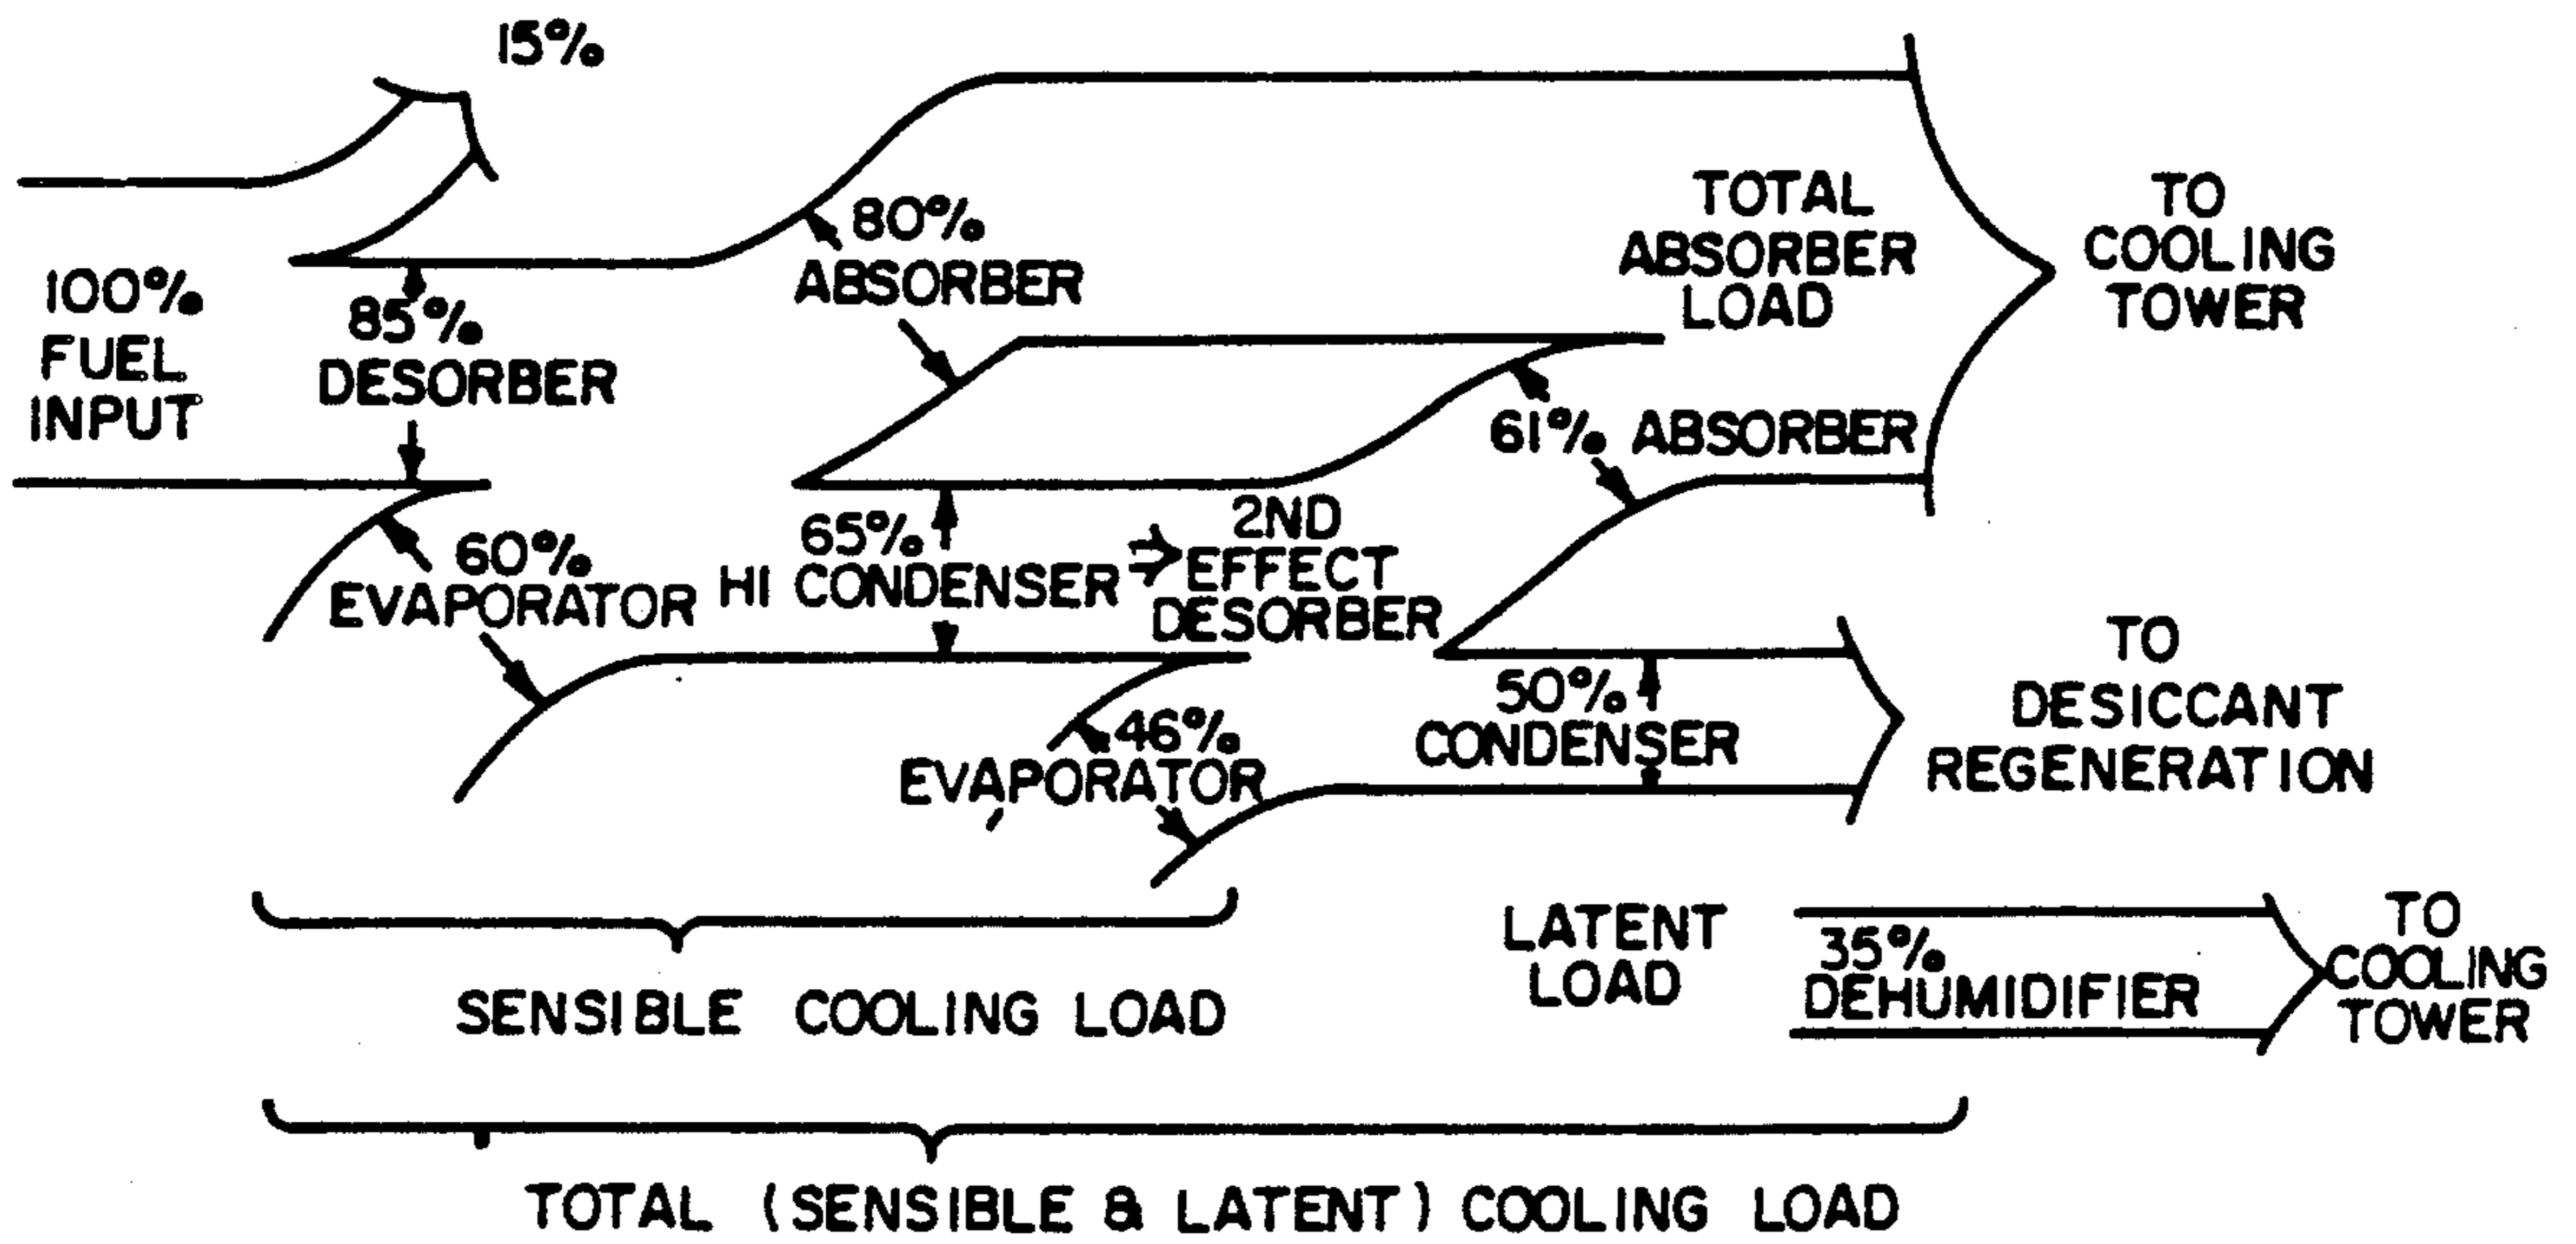 15%
100%
FUEL
INPUT
85%
DESORBER
80%
ABSORBER
TOTAL
ABSORBER
LOAD
TO
COOLING
TOWER
60%
EVAPORATOR
65%
HI CONDENSER
2ND
EFFECT
DESORBER
61% ABSORBER
46%
EVAPORATOR
50%
CONDENSER
TO
DESICCANT
REGENERATION
SENSIBLE COOLING LOAD
LATENT
LOAD
35%
DEHUMIDIFIER
TO
COOLING
TOWER
TOTAL (SENSIBLE & LATENT) COOLING LOAD